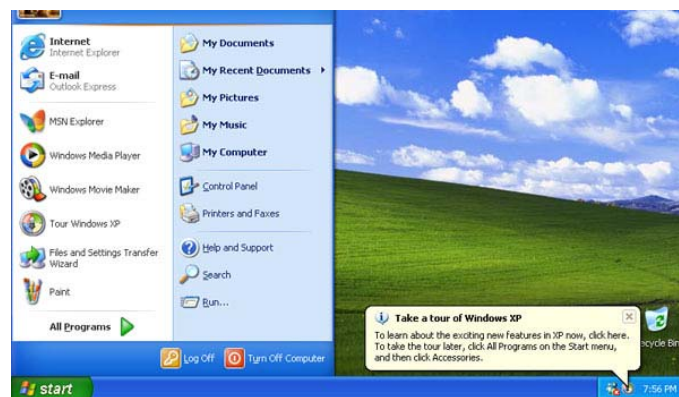 Internet
Internet Explorer
E-mail
Outlook Express
MSN Explorer
Windows Media Player
Windows Movie Maker
Tour Windows XP
Files and Settings Transfer
Wizard
Paint
All Programs
My Documents
My Recent Documents
My Pictures
My Music
My Computer
Control Panel
Printers and Faxes
Help and Support
Search
Run...
Log Off
Turn Off Computer
Take a tour of Windows XP
To learn about the exciting new features in XP now, click here.
To take the tour later, click All Programs on the Start menu,
and then click Accessories.
ecycle Bin
start
7:56 PM